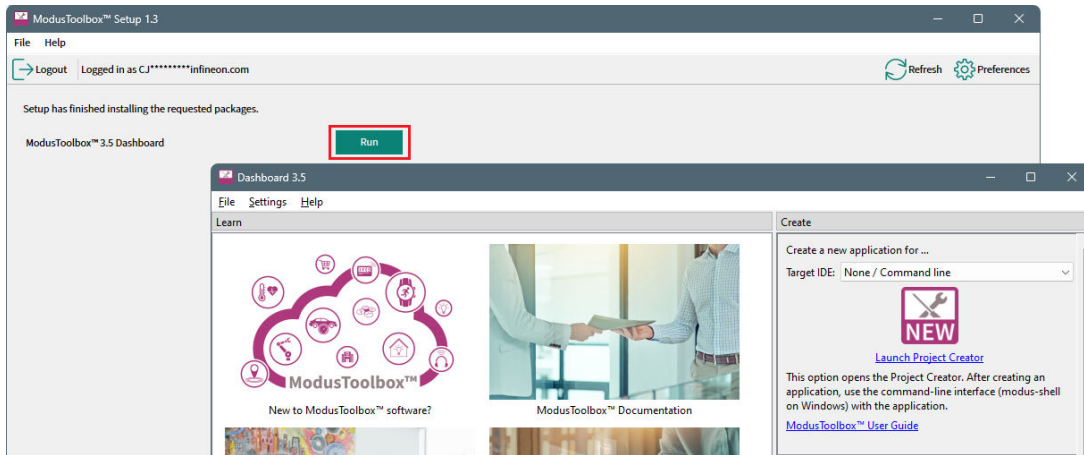 ModusToolbox™ Setup 1.3
File Help
Logout Logged in as CJ*********infineon.com Refresh Preferences
Setup has finished installing the requested packages.
ModusToolbox™ 3.5 Dashboard Run
Dashboard 3.5
File Settings Help
Learn
ModusToolbox™
New to ModusToolbox™ software?
ModusToolbox™ Documentation
Create
Create a new application for ...
Target IDE: None / Command line
NEW
Launch Project Creator
This option opens the Project Creator. After creating an
application, use the command-line interface (modus-shell
on Windows) with the application.
ModusToolbox™ User Guide